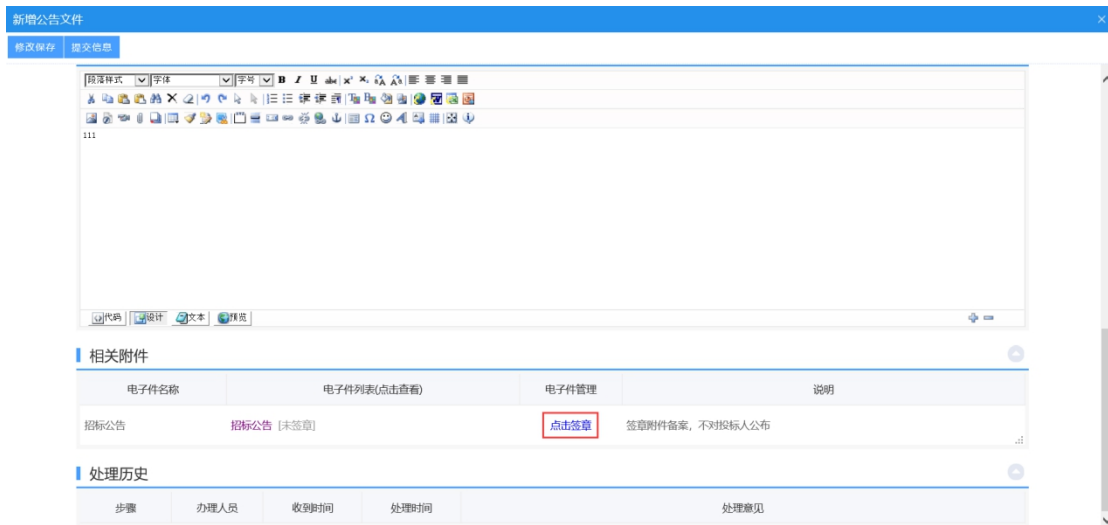 新增公告文件
修改保存 提交信息
段落样式 字体 字号
111
代码 设计 文本 预览
相关附件
电子件名称 电子件列表(点击查看) 电子件管理 说明
招标公告 招标公告 [未签章] 点击签章 签章附件备案，不对投标人公布
处理历史
步骤 办理人员 收到时间 处理时间 处理意见